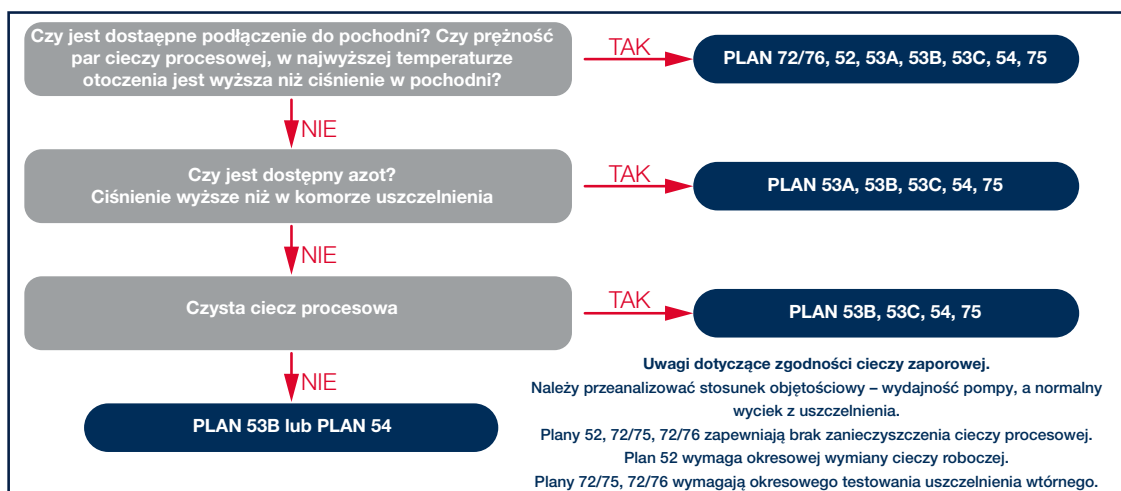 Czy jest dostaępne podłączenie do pochodni? Czy prężność
par cieczy procesowej, w najwyższej temperaturze
otoczenia jest wyższa niż ciśnienie w pochodni?
TAK
PLAN 72/76, 52, 53A, 53B, 53C, 54, 75
NIE
Czy jest dostępny azot?
Ciśnienie wyższe niż w komorze uszczelnienia
TAK
PLAN 53A, 53B, 53C, 54, 75
NIE
Czysta ciecz procesowa
TAK
PLAN 53B, 53C, 54, 75
NIE
PLAN 53B lub PLAN 54
Uwagi dotyczące zgodności cieczy zaporowej.
Należy przeanalizować stosunek objętościowy – wydajność pompy, a normalny
wyciek z uszczelnienia.
Plany 52, 72/75, 72/76 zapewniają brak zanieczyszczenia cieczy procesowej.
Plan 52 wymaga okresowej wymiany cieczy roboczej.
Plany 72/75, 72/76 wymagają okresowego testowania uszczelnienia wtórnego.